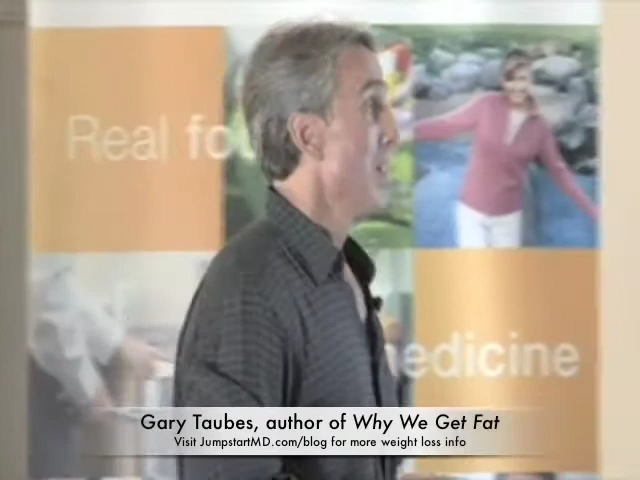 Real fo
edicine
Gary Taubes, author of Why We Get Fat
Visit JumpstartMD.com/blog for more weight loss info